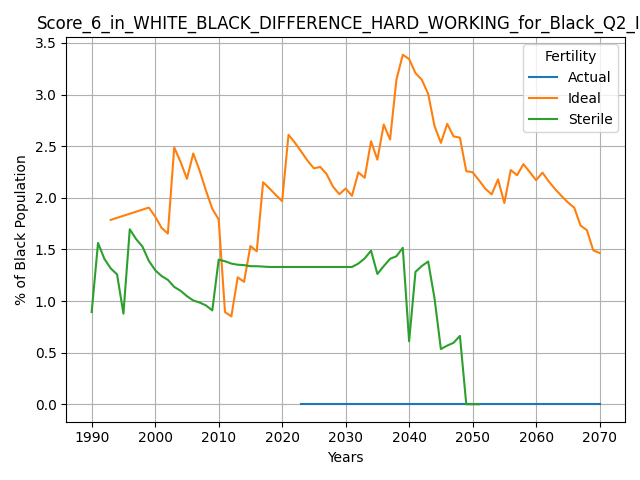 Score_6_in_WHITE_BLACK_DIFFERENCE_HARD_WORKING_for_Black_Q2_I
Fertility
Actual
Ideal
Sterile
% of Black Population
3.5
3.0
2.5
2.0
1.5
1.0
0.5
0.0
1990 2000 2010 2020 2030 2040 2050 2060 2070
Years